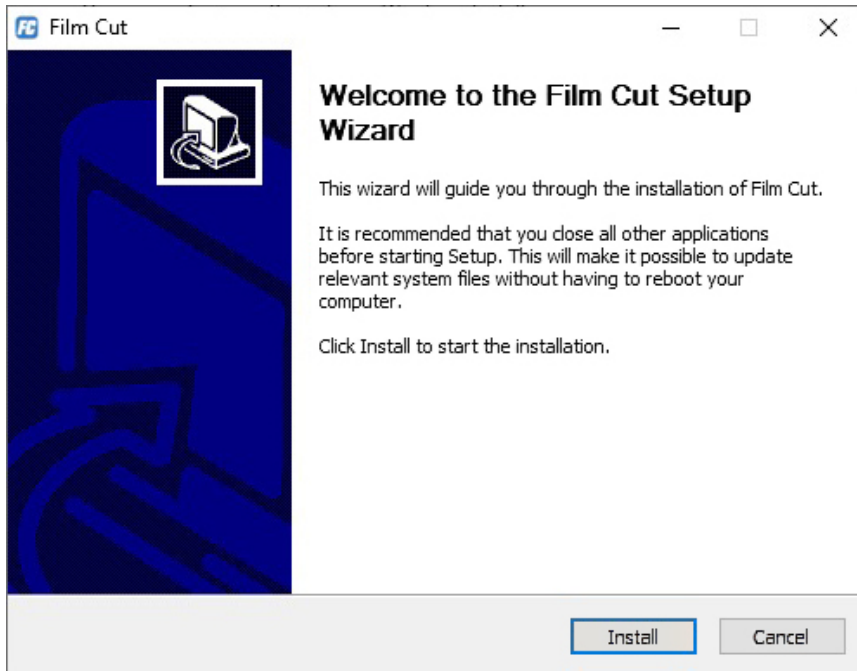 FC Film Cut
Welcome to the Film Cut Setup
Wizard
This wizard will guide you through the installation of Film Cut.
It is recommended that you close all other applications
before starting Setup. This will make it possible to update
relevant system files without having to reboot your
computer.
Click Install to start the installation.
Install
Cancel